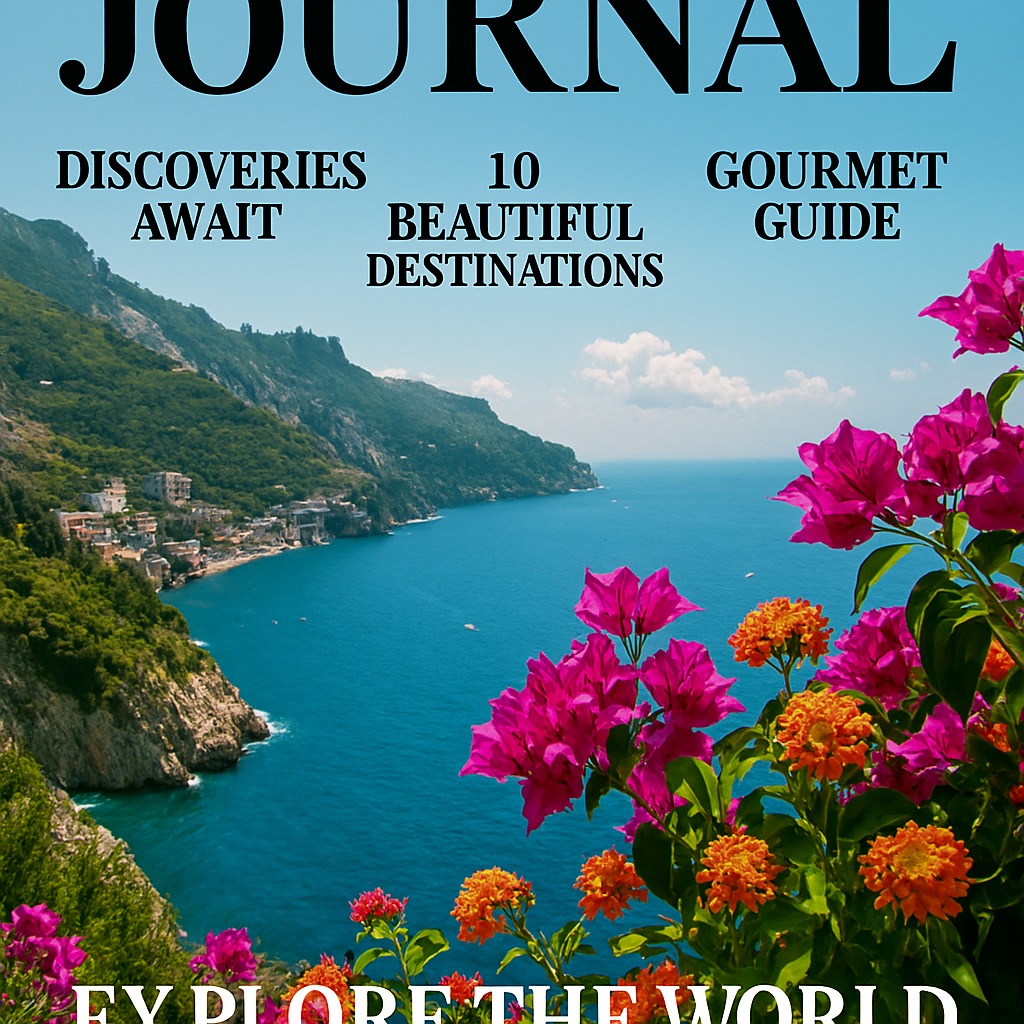 JOURNAL
DISCOVERIES
AWAIT
10
BEAUTIFUL
DESTINATIONS
GOURMET
GUIDE
EXPLORE THE WORLD